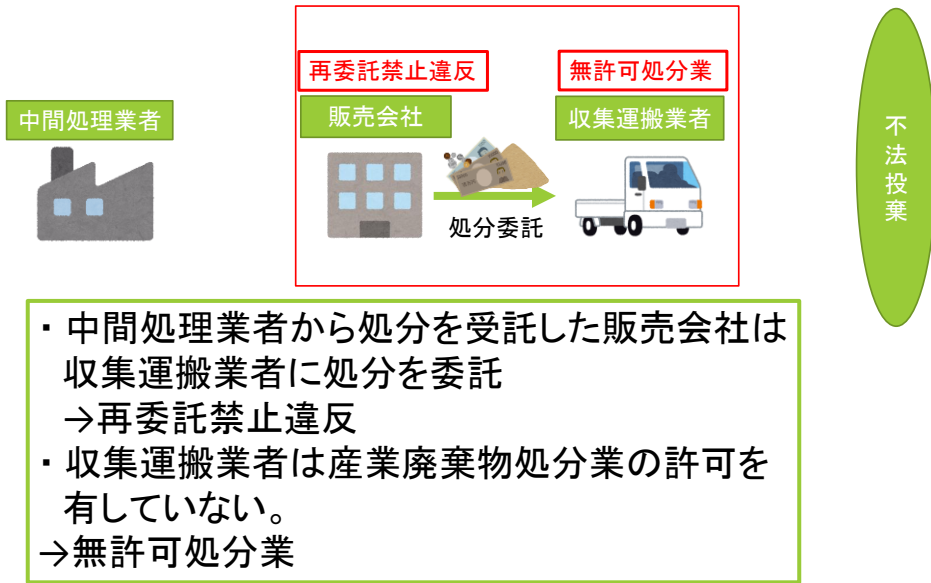 再委託禁止違反
無許可処分業
中間処理業者
販売会社
収集運搬業者
処分委託
不法投棄
・中間処理業者から処分を受託した販売会社は
収集運搬業者に処分を委託
→再委託禁止違反
・収集運搬業者は産業廃棄物処分業の許可を
有していない。
→無許可処分業